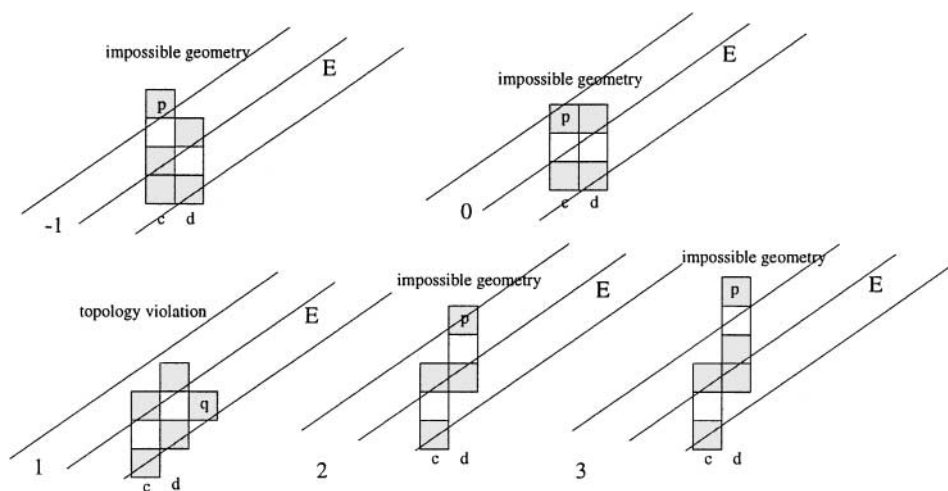 impossible geometry
E
p
-1
c d
impossible geometry
E
p
0
c d
topology violation
E
q
1
c d
impossible geometry
E
p
2
c d
impossible geometry
E
p
3
c d